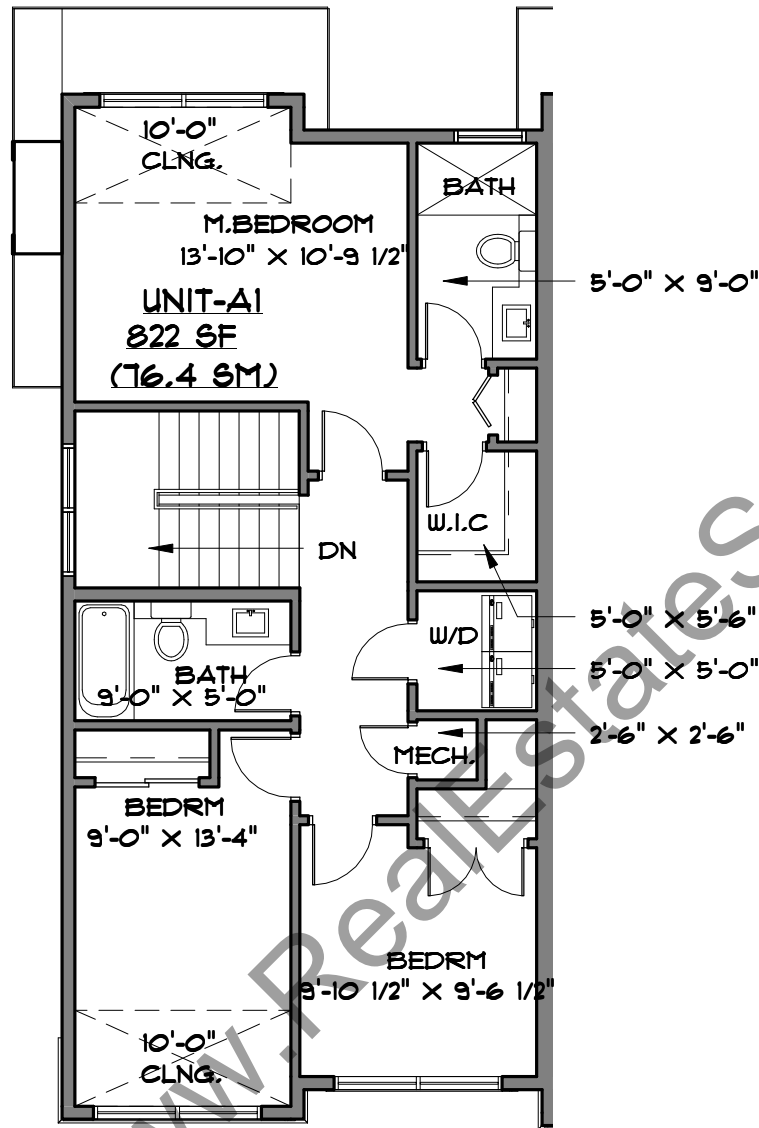 10'-0"
CLNG.
BATH
M.BEDROOM
13'-10" X 10'-9 1/2"
5'-0" X 9'-0"
UNIT-A1
822 SF
(76.4 SM)
W.I.C
DN
5'-0" X 5'-6"
W/D
5'-0" X 5'-0"
BATH
9'-0" X 5'-0"
2'-6" X 2'-6"
MECH.
BEDRM
9'-0" X 13'-4"
BEDRM
9'-10 1/2" X 9'-6 1/2"
10'-0"
CLNG.
www.RealEstateS